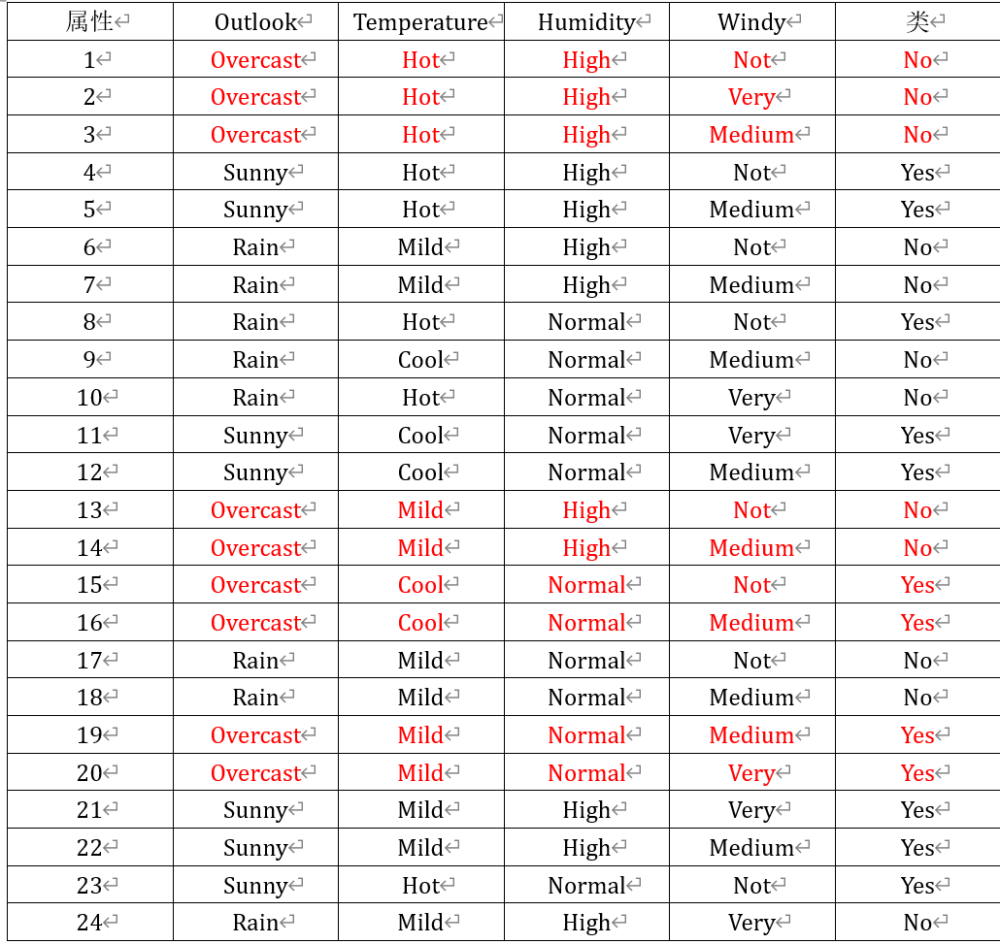 属性 Outlook Temperature Humidity Windy 类
1 Overcast Hot High Not No
2 Overcast Hot High Very No
3 Overcast Hot High Medium No
4 Sunny Hot High Not Yes
5 Sunny Hot High Medium Yes
6 Rain Mild High Not No
7 Rain Mild High Medium No
8 Rain Hot Normal Not Yes
9 Rain Cool Normal Medium No
10 Rain Hot Normal Very No
11 Sunny Cool Normal Very Yes
12 Sunny Cool Normal Medium Yes
13 Overcast Mild High Not No
14 Overcast Mild High Medium No
15 Overcast Cool Normal Not Yes
16 Overcast Cool Normal Medium Yes
17 Rain Mild Normal Not No
18 Rain Mild Normal Medium No
19 Overcast Mild Normal Medium Yes
20 Overcast Mild Normal Very Yes
21 Sunny Mild High Very Yes
22 Sunny Mild High Medium Yes
23 Sunny Hot Normal Not Yes
24 Rain Mild High Very No